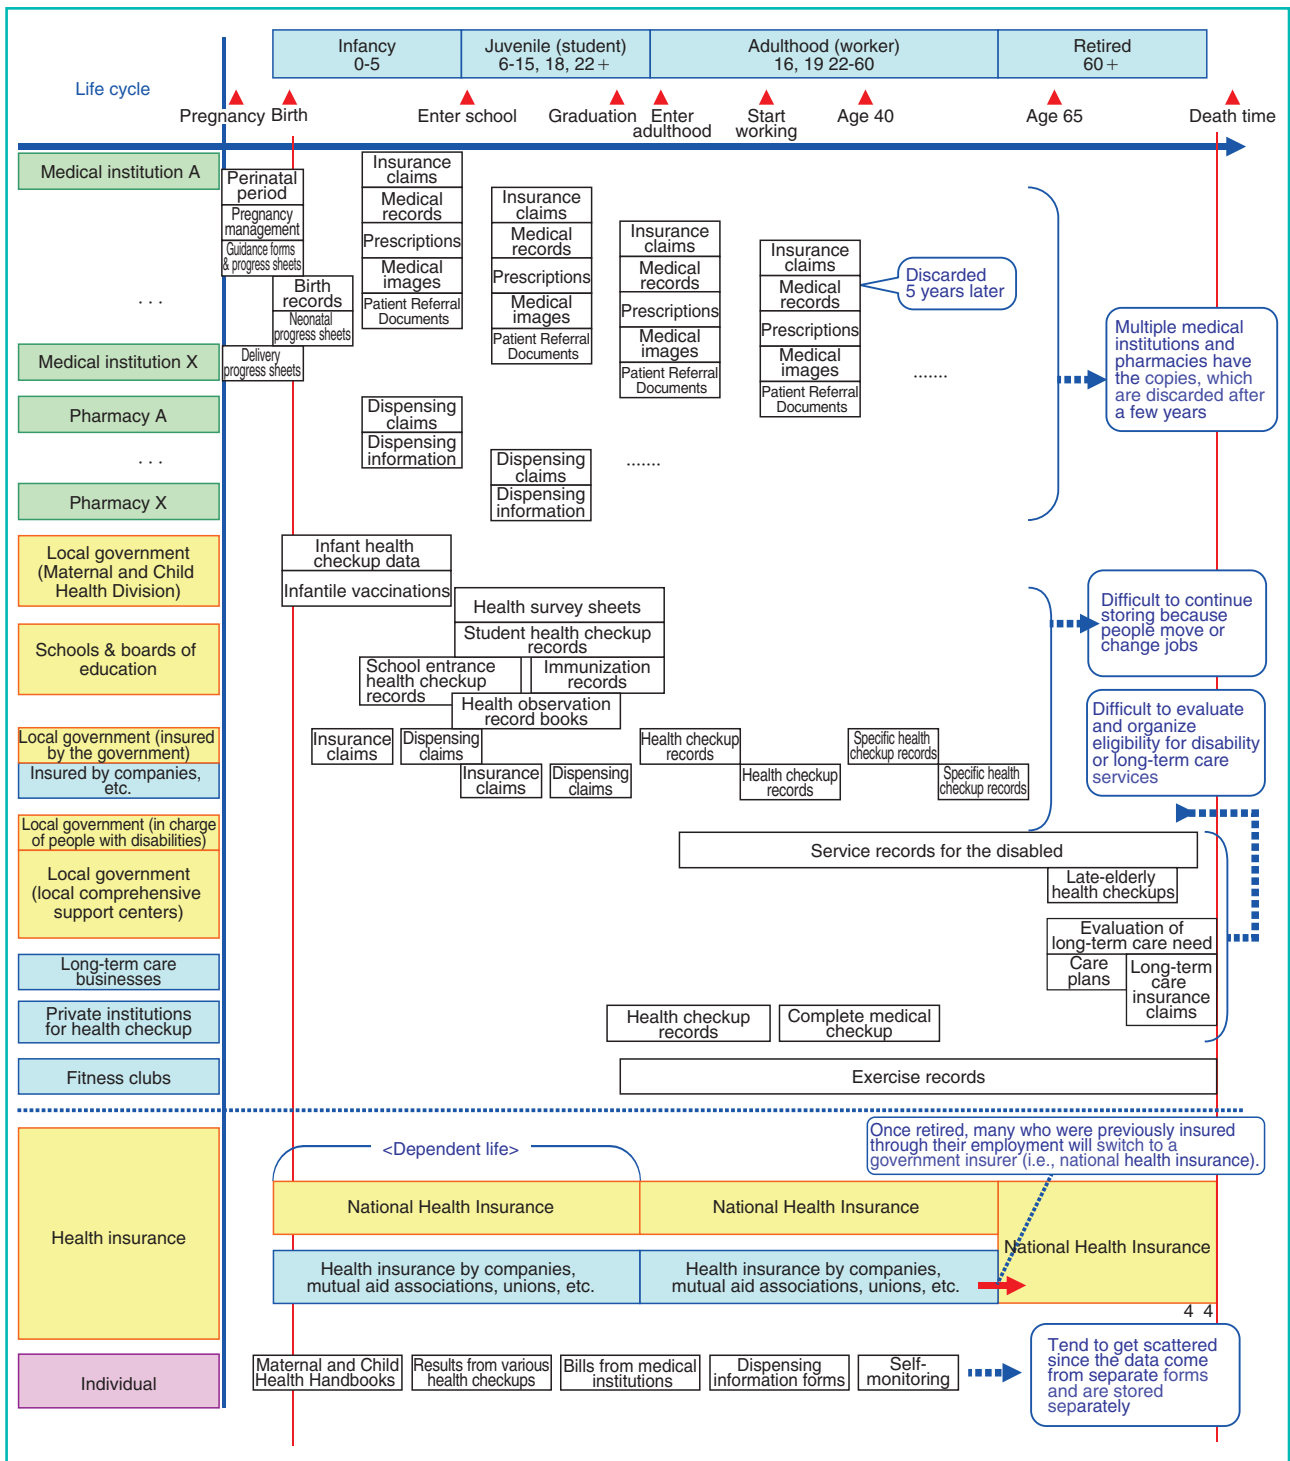 Life cycle
Infancy
0-5
Juvenile (student)
6-15, 18, 22 +
Adulthood (worker)
16, 19 22-60
Retired
60 +
Pregnancy
Birth
Enter school
Graduation
Enter
adulthood
Start
working
Age 40
Age 65
Death time
Medical institution A
. . .
Medical institution X
Perinatal
period
Pregnancy
management
Guidance forms
& progress sheets
Birth
records
Neonatal
progress sheets
Delivery
progress sheets
Insurance
claims
Medical
records
Prescriptions
Medical
images
Patient Referral
Documents
Insurance
claims
Medical
records
Prescriptions
Medical
images
Patient Referral
Documents
Insurance
claims
Medical
records
Prescriptions
Medical
images
Patient Referral
Documents
Insurance
claims
Medical
records
Prescriptions
Medical
images
Patient Referral
Documents
Discarded
5 years later
.......
Multiple medical
institutions and
pharmacies have
the copies, which
are discarded after
a few years
Pharmacy A
. . .
Pharmacy X
Dispensing
claims
Dispensing
information
Dispensing
claims
Dispensing
information
.......
Local government
(Maternal and Child
Health Division)
Infant health
checkup data
Infantile vaccinations
Schools & boards of
education
Health survey sheets
Student health checkup
records
School entrance
health checkup
records
Immunization
records
Health observation
record books
Difficult to continue
storing because
people move or
change jobs
Difficult to evaluate
and organize
eligibility for disability
or long-term care
services
Local government (insured
by the government)
Insurance
claims
Dispensing
claims
Health checkup
records
Specific health
checkup records
Insured by companies,
etc.
Insurance
claims
Dispensing
claims
Health checkup
records
Specific health
checkup records
Local government (in charge
of people with disabilities)
Service records for the disabled
Local government
(local comprehensive
support centers)
Late-elderly
health checkups
Evaluation of
long-term care need
Long-term care
businesses
Care
plans
Long-term
care
insurance
claims
Private institutions
for health checkup
Health checkup
records
Complete medical
checkup
Fitness clubs
Exercise records
Health insurance
<Dependent life>
Once retired, many who were previously insured
through their employment will switch to a
government insurer (i.e., national health insurance).
National Health Insurance
National Health Insurance
National Health Insurance
Health insurance by companies,
mutual aid associations, unions, etc.
Health insurance by companies,
mutual aid associations, unions, etc.
4 4
Individual
Maternal and Child
Health Handbooks
Results from various
health checkups
Bills from medical
institutions
Dispensing
information forms
Self-
monitoring
Tend to get scattered
since the data come
from separate forms
and are stored
separately